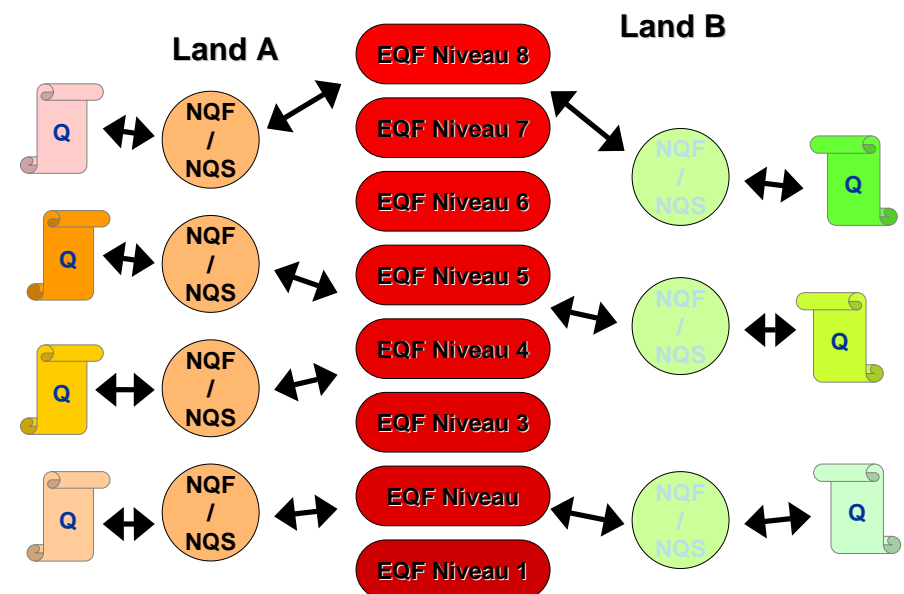 Land A
Land B
EQF Niveau 8
EQF Niveau 7
EQF Niveau 6
EQF Niveau 5
EQF Niveau 4
EQF Niveau 3
EQF Niveau
EQF Niveau 1
Q
NQF
/
NQS
Q
NQF
/
NQS
Q
NQF
/
NQS
Q
NQF
/
NQS
NQF
/
NQS
Q
NQF
/
NQS
Q
NQF
/
NQS
Q